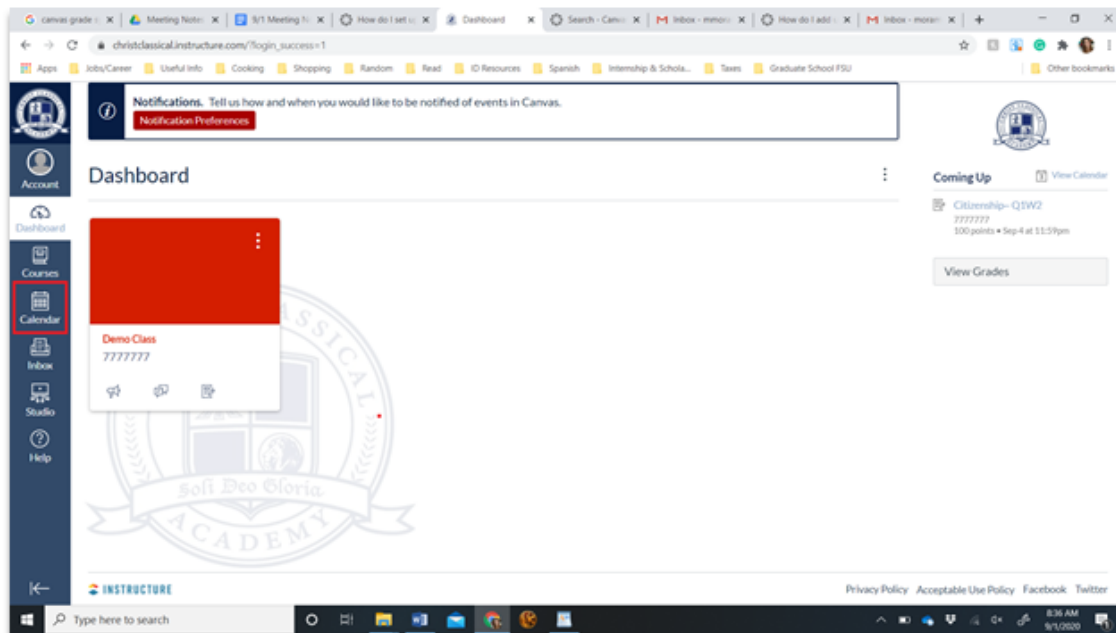 canvas grade
Meeting Notes
9/1 Meeting N
How do I set u
Dashboard
Search - Canv
Inbox - mmor
How do I add
Inbox - moran
christclassical.instructure.com/?login_success=1
Apps
Jobs/Career
Useful Info
Cooking
Shopping
Random
Read
ID Resources
Spanish
Internship & Schola...
Taxes
Graduate School FSU
Other bookmarks
Notifications. Tell us how and when you would like to be notified of events in Canvas.
Notification Preferences
Account
Dashboard
Courses
Calendar
Inbox
Studio
Help
Dashboard
Demo Class
7777777
Soli Deo Gloria
ACADEMY
Coming Up
View Calendar
Citizenship- Q1W2
7777777
100 points • Sep 4 at 11:59pm
View Grades
INSTRUCTURE
Privacy Policy
Acceptable Use Policy
Facebook
Twitter
Type here to search
8:36 AM
9/1/2020